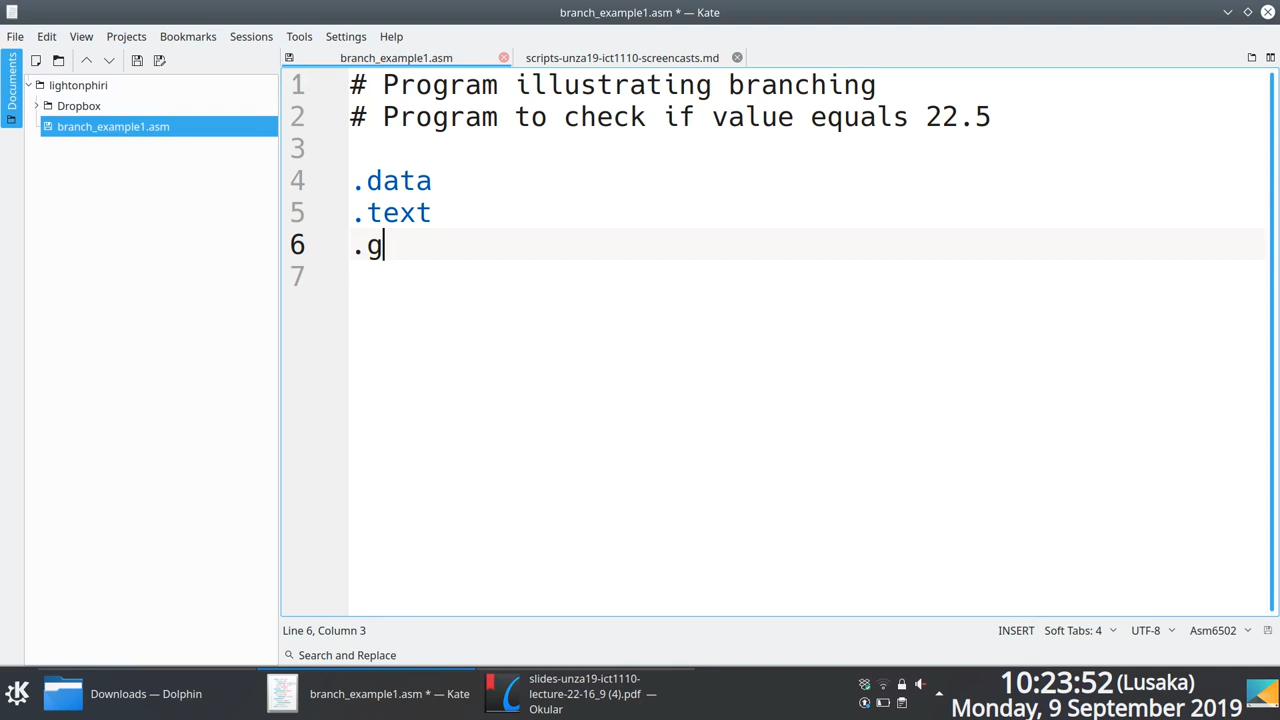 branch_example1.asm * — Kate
File Edit View Projects Bookmarks Sessions Tools Settings Help
Documents
branch_example1.asm
scripts-unza19-ict1110-screencasts.md
lightonphiri
Dropbox
branch_example1.asm
1 # Program illustrating branching
2 # Program to check if value equals 22.5
3
4 .data
5 .text
6 .g
7
Line 6, Column 3
INSERT Soft Tabs: 4 UTF-8 Asm6502
Search and Replace
Downloads — Dolphin
branch_example1.asm * — Kate
slides-unza19-ict1110-
lecture-22-16_9 (4).pdf —
Okular
10:23:52 (Lusaka)
Monday, 9 September 2019